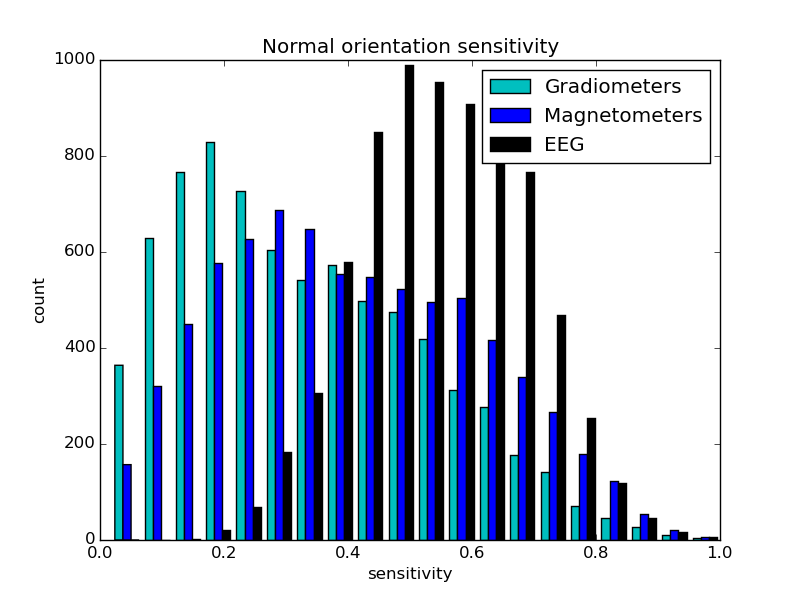 Normal orientation sensitivity
1000
800
600
400
200
0
count
Gradiometers
Magnetometers
EEG
0.0 0.2 0.4 0.6 0.8 1.0
sensitivity